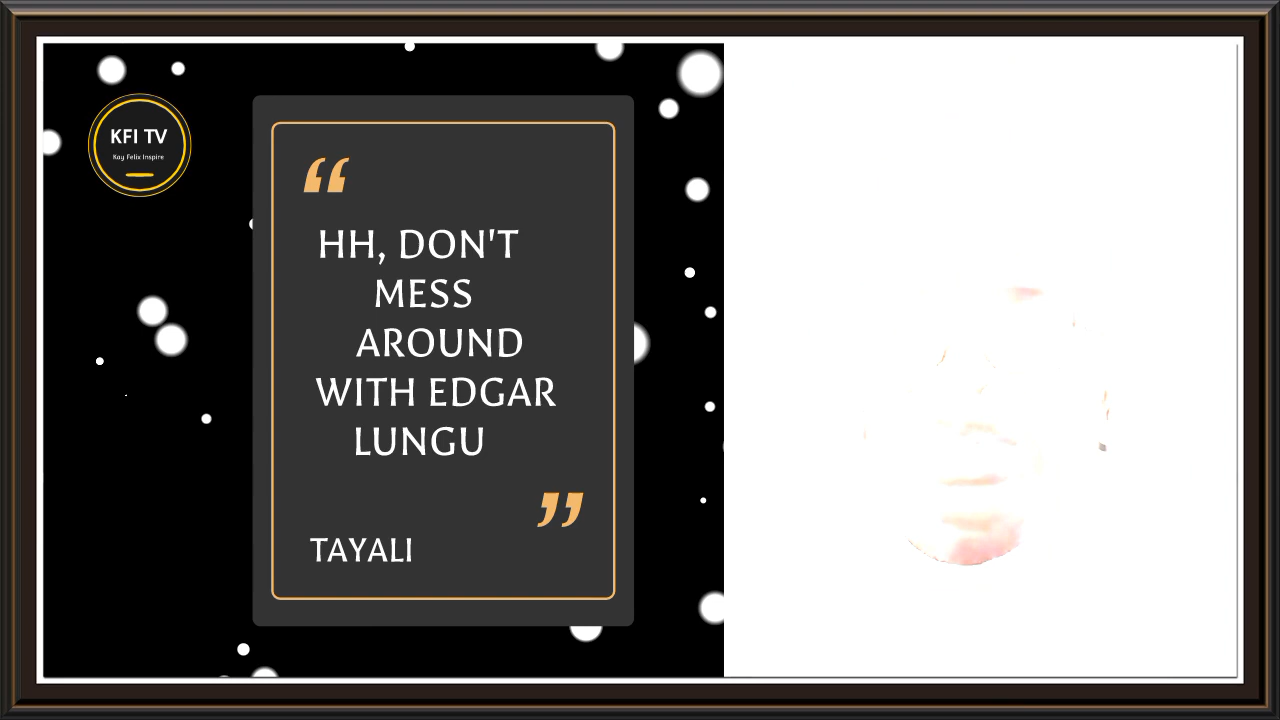 KFI TV
Kay Felix Inspire
“
HH, DON'T
MESS
AROUND
WITH EDGAR
LUNGU
”
TAYALI